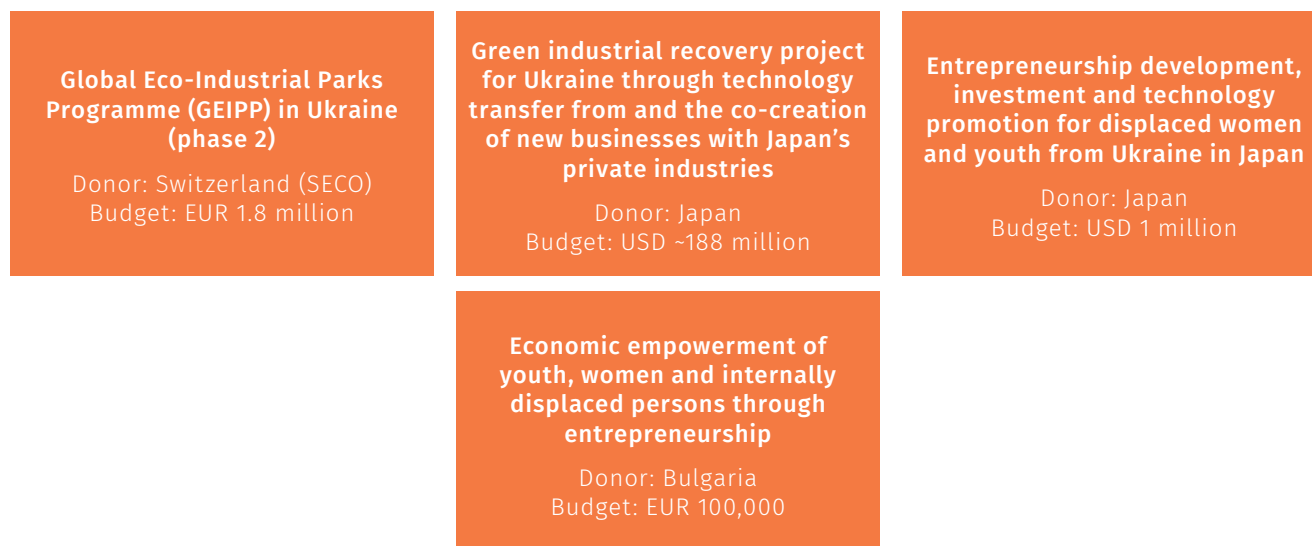 Global Eco-Industrial Parks
Programme (GEIPP) in Ukraine
(phase 2)
Donor: Switzerland (SECO)
Budget: EUR 1.8 million
Green industrial recovery project
for Ukraine through technology
transfer from and the co-creation
of new businesses with Japan’s
private industries
Donor: Japan
Budget: USD ~188 million
Entrepreneurship development,
investment and technology
promotion for displaced women
and youth from Ukraine in Japan
Donor: Japan
Budget: USD 1 million
Economic empowerment of
youth, women and internally
displaced persons through
entrepreneurship
Donor: Bulgaria
Budget: EUR 100,000